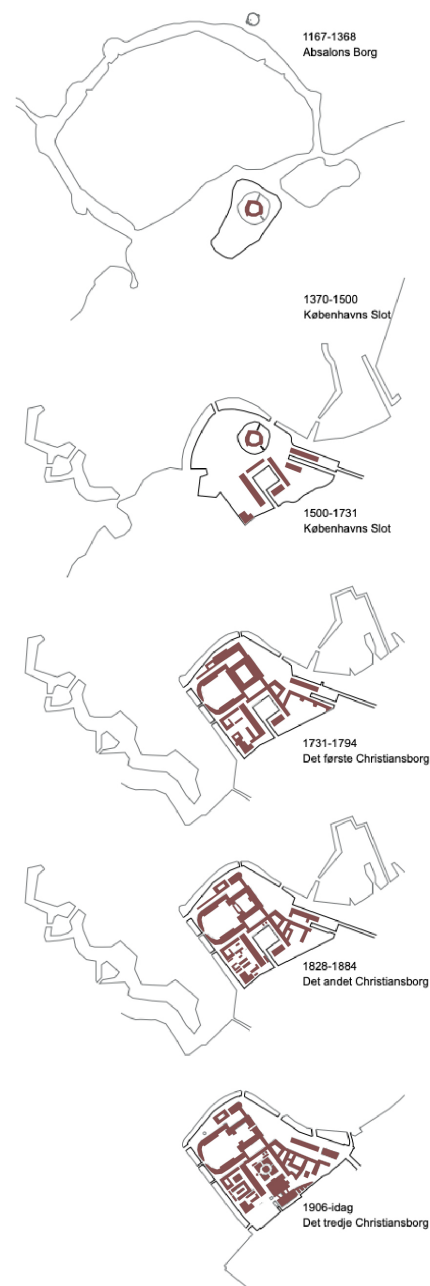 1167-1368
Absalons Borg
1370-1500
Københavns Slot
1500-1731
Københavns Slot
1731-1794
Det første Christiansborg
1828-1884
Det andet Christiansborg
1906-idag
Det tredje Christiansborg